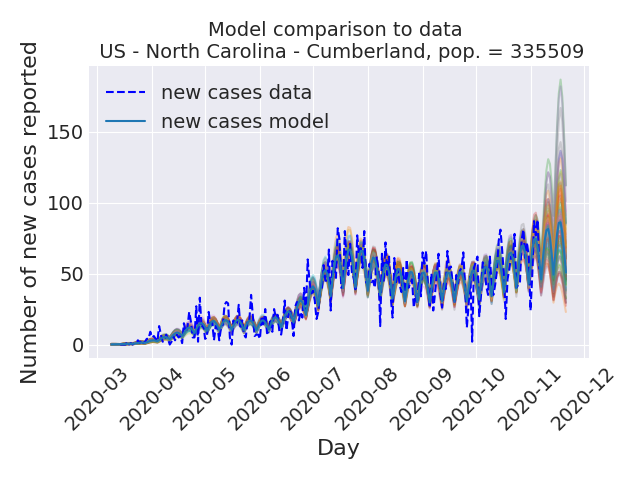 Model comparison to data
US - North Carolina - Cumberland, pop. = 335509
Number of new cases reported
new cases data
new cases model
150
100
50
0
2020-03
2020-04
2020-05
2020-06
2020-07
2020-08
2020-09
2020-10
2020-11
2020-12
Day